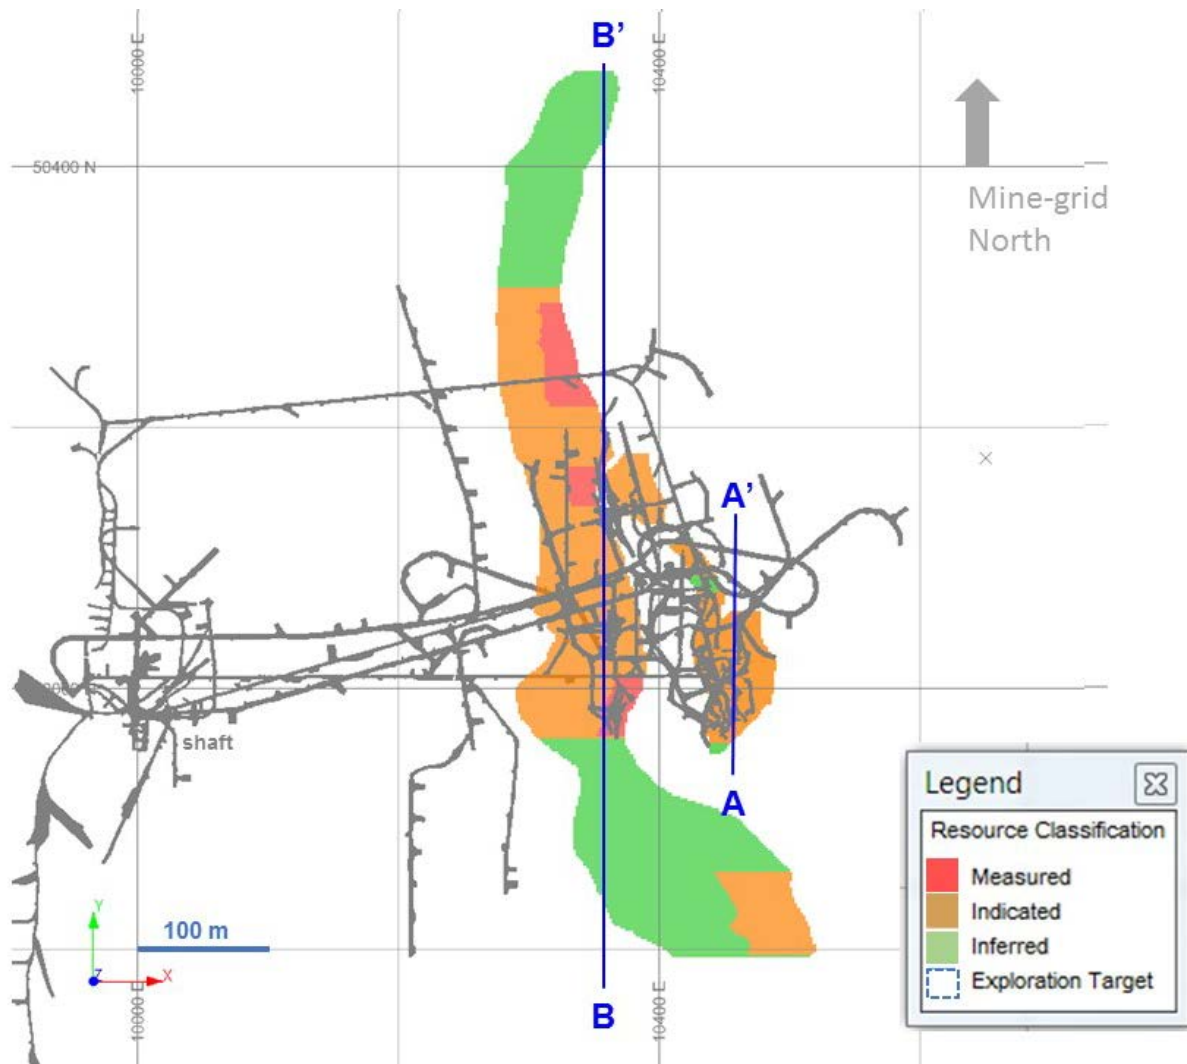 B'
10000 E
10400 E
50400 N
Mine-grid
North
A'
shaft
A
Legend
Resource Classification
Measured
Indicated
Inferred
Exploration Target
100 m
Y
Z
X
10000 E
10400 E
B